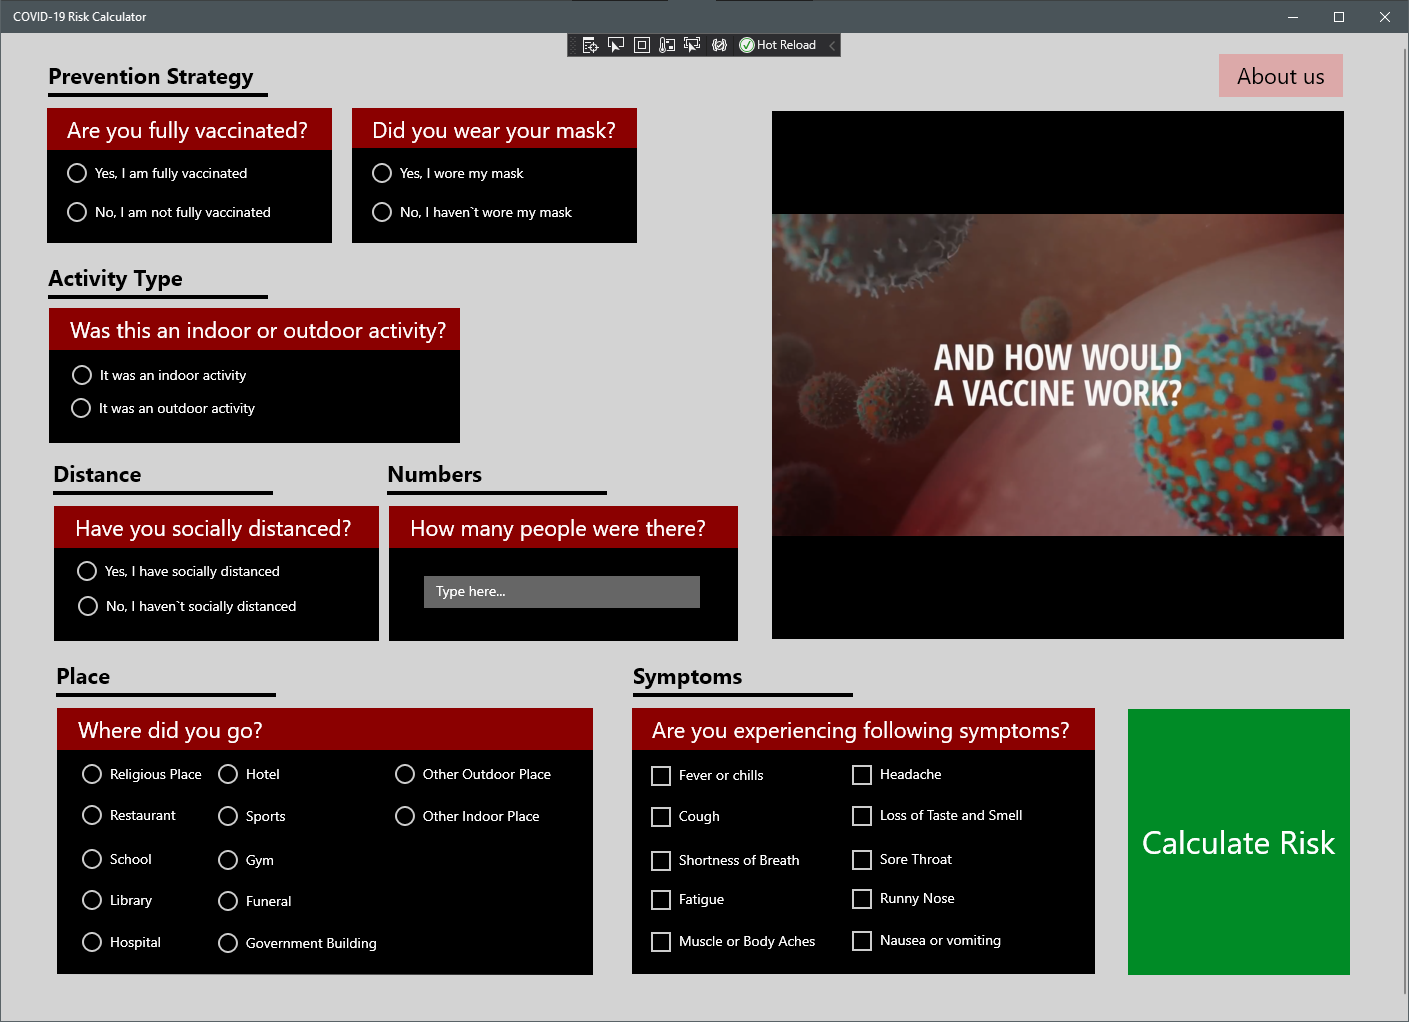 COVID-19 Risk Calculator
Hot Reload
Prevention Strategy
About us
Are you fully vaccinated?
Yes, I am fully vaccinated
No, I am not fully vaccinated
Did you wear your mask?
Yes, I wore my mask
No, I haven`t wore my mask
AND HOW WOULD
A VACCINE WORK?
Activity Type
Was this an indoor or outdoor activity?
It was an indoor activity
It was an outdoor activity
Distance
Have you socially distanced?
Yes, I have socially distanced
No, I haven`t socially distanced
Numbers
How many people were there?
Type here...
Place
Where did you go?
Religious Place
Restaurant
School
Library
Hospital
Hotel
Sports
Gym
Funeral
Government Building
Other Outdoor Place
Other Indoor Place
Symptoms
Are you experiencing following symptoms?
Fever or chills
Cough
Shortness of Breath
Fatigue
Muscle or Body Aches
Headache
Loss of Taste and Smell
Sore Throat
Runny Nose
Nausea or vomiting
Calculate Risk